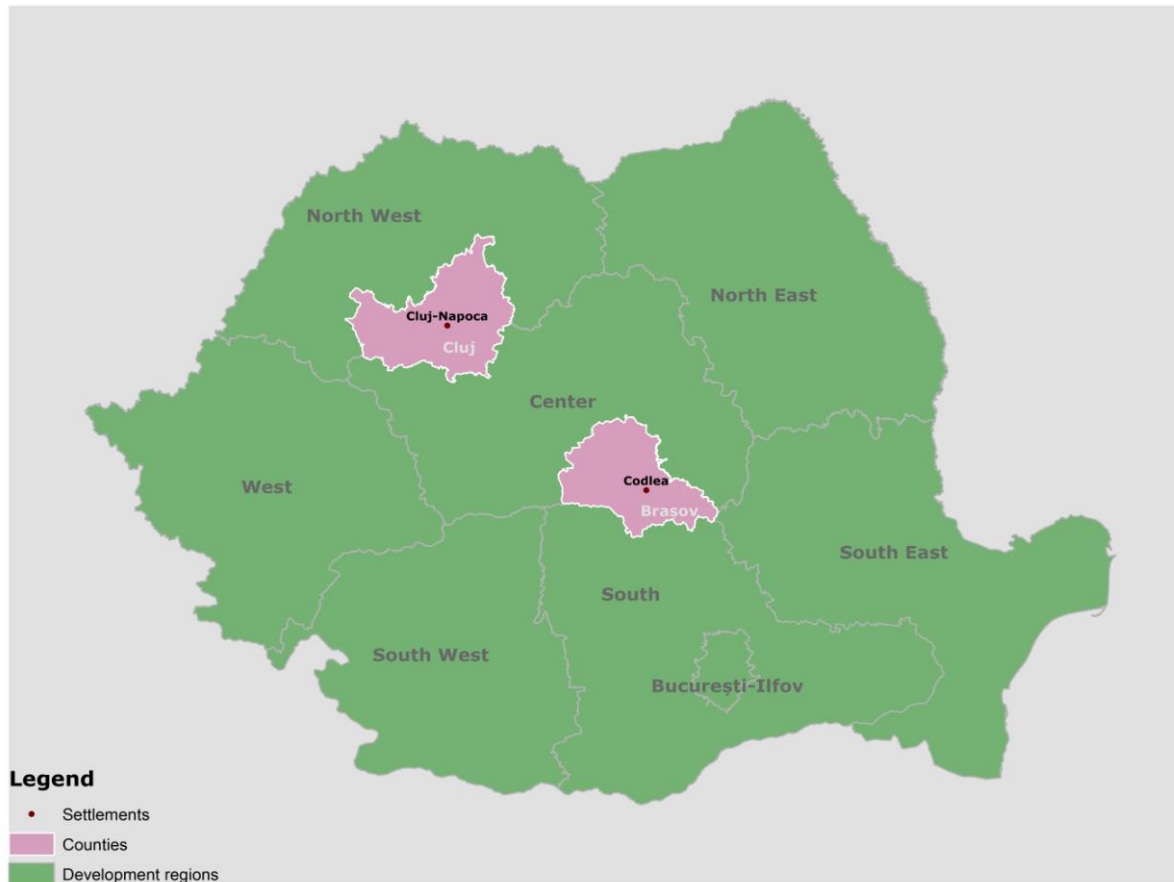 North West
North East
Cluj-Napoca
Cluj
Center
Codlea
Brașov
West
South East
South
South West
București-Ilfov
Legend
Settlements
Counties
Development regions